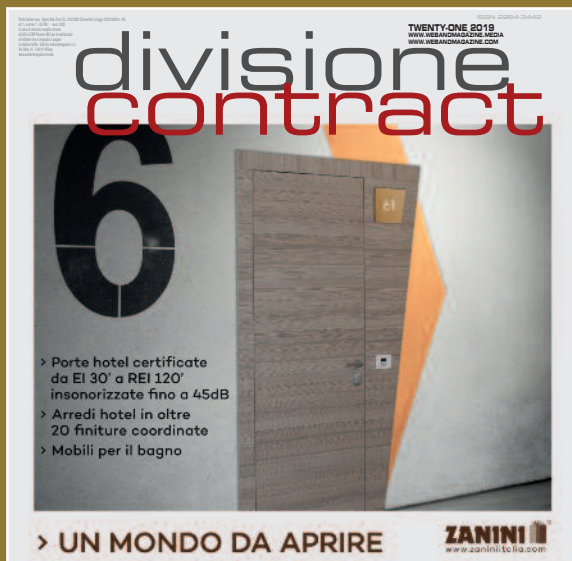 ISSN 2284-3442
TWENTY-ONE 2019
WWW.WEBANDMAGAZINE.MEDIA
WWW.WEBANDMAGAZINE.COM
divisione
contract
6
61
> Porte hotel certificate
da EI 30' a REI 120'
insonorizzate fino a 45dB
> Arredi hotel in oltre
20 finiture coordinate
> Mobili per il bagno
> UN MONDO DA APRIRE
ZANINI
www.zaniniitalia.com